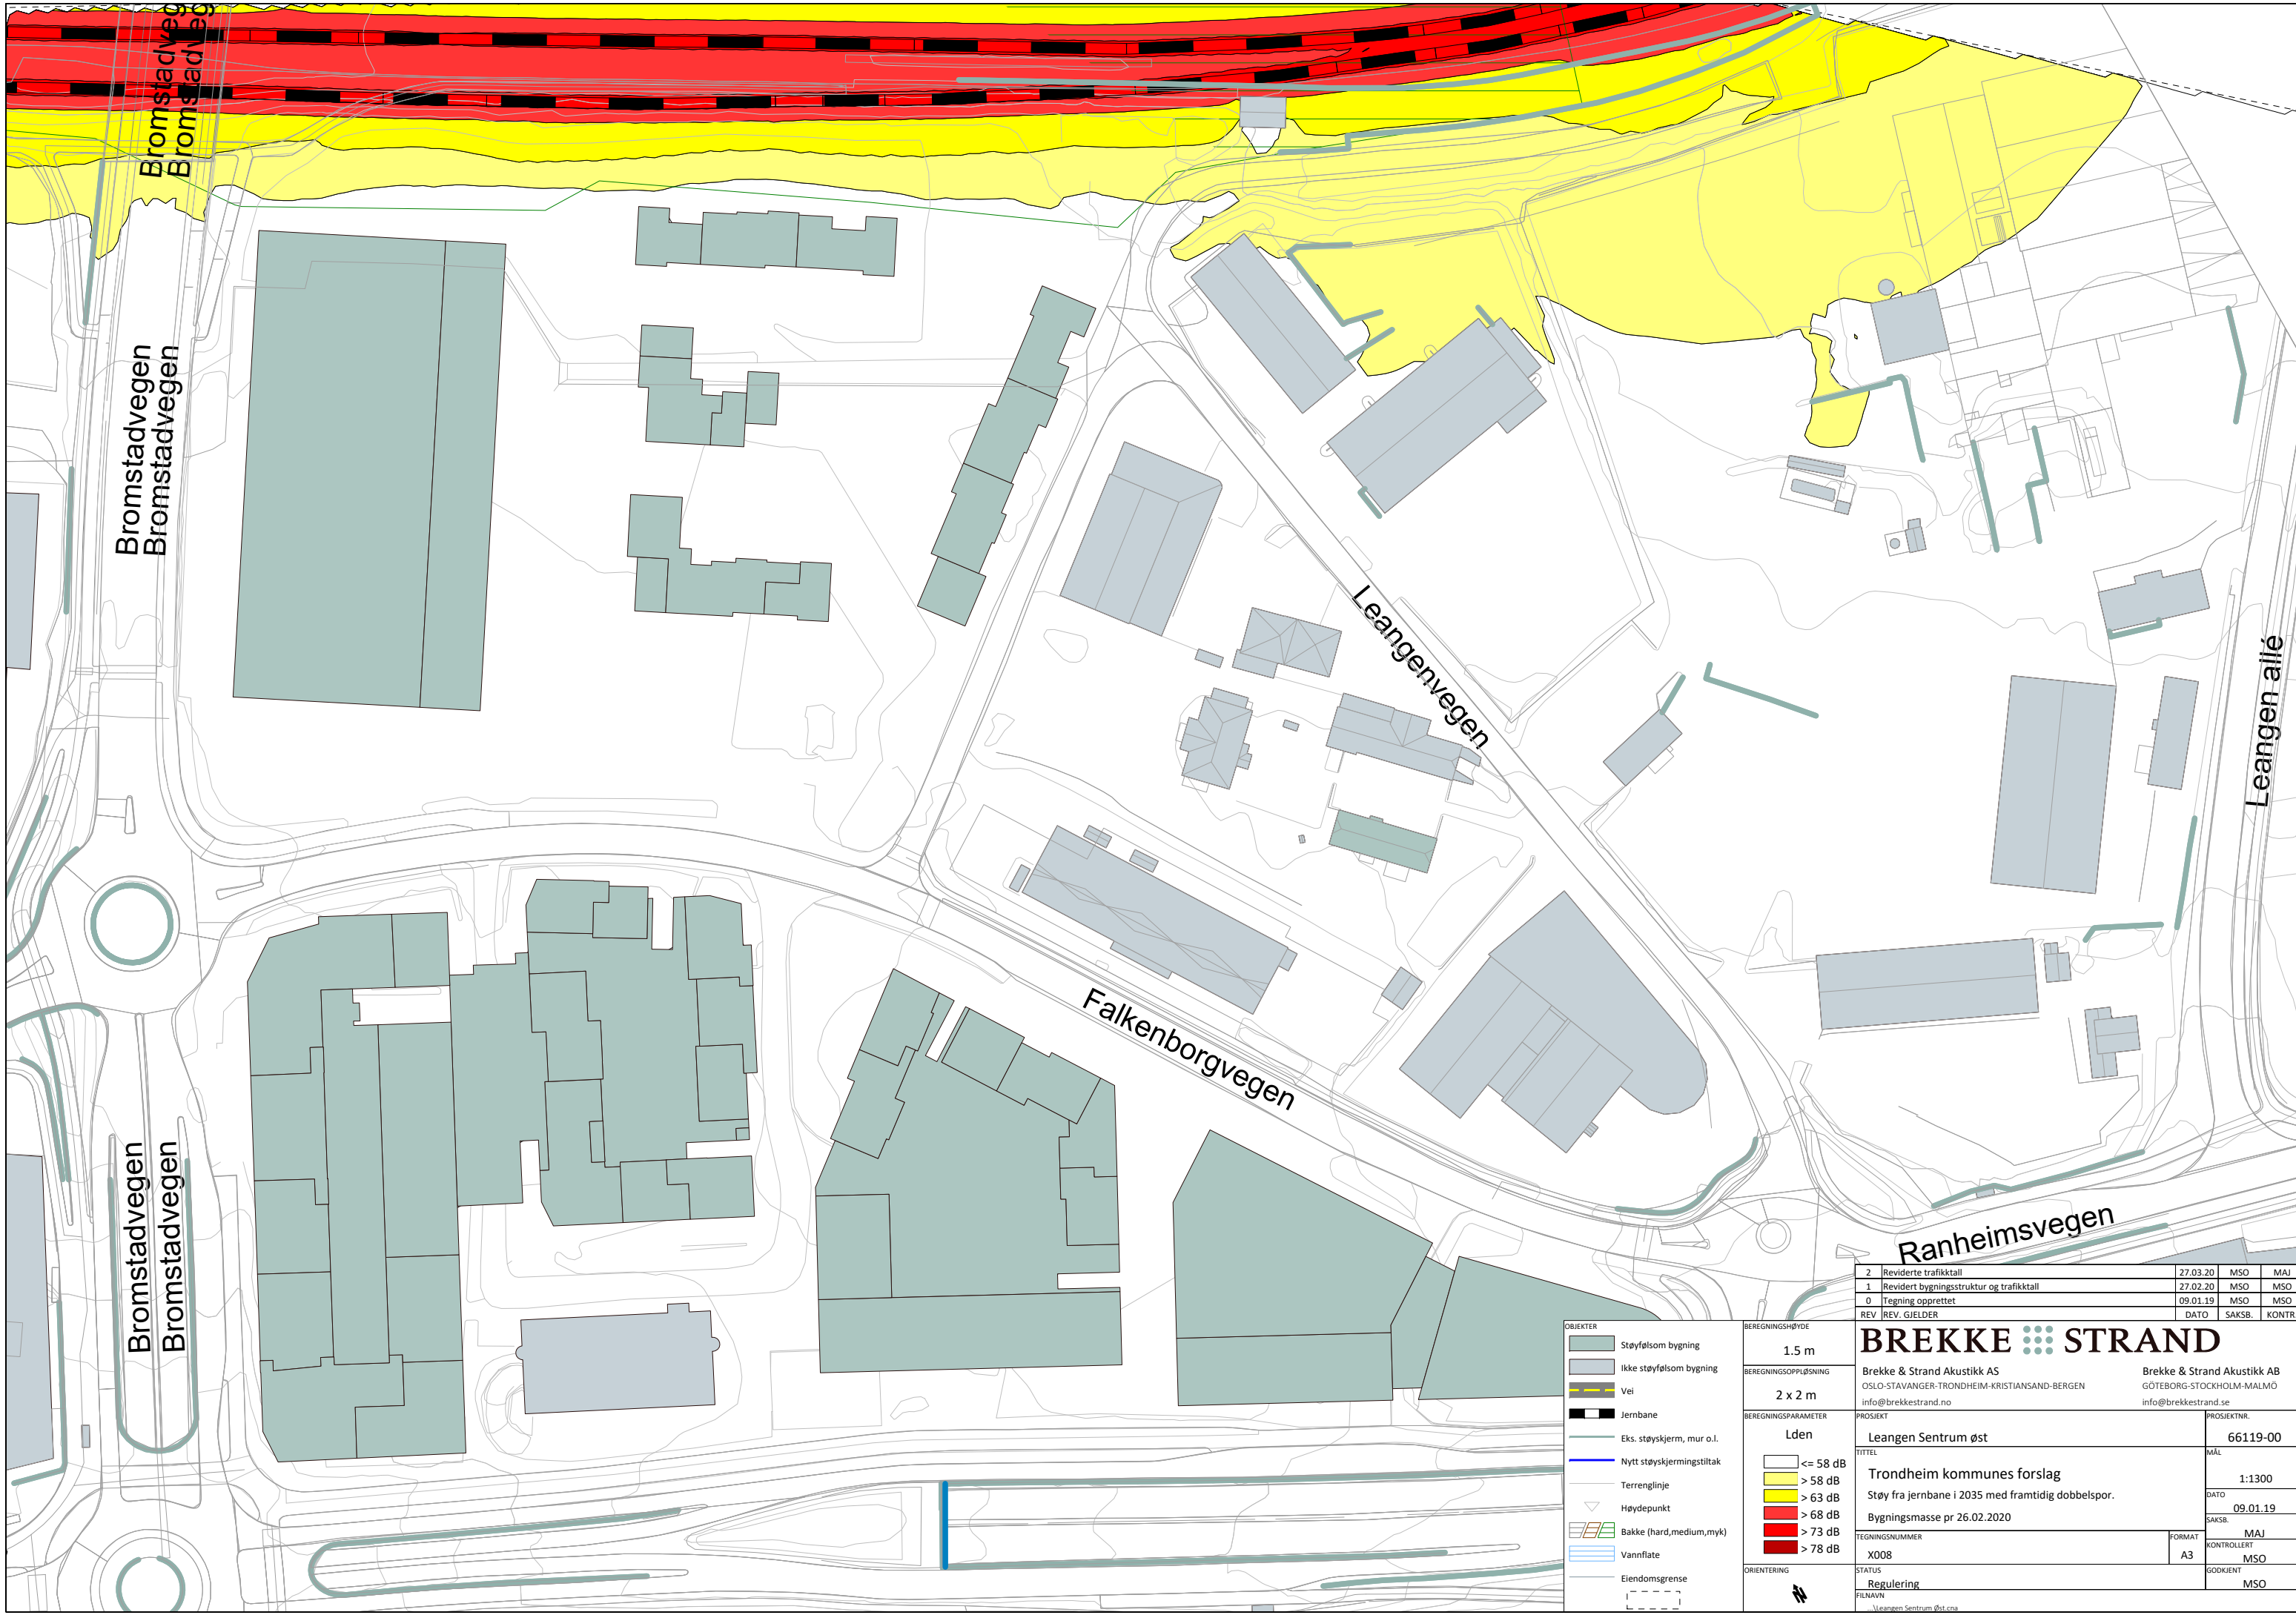 Bromstadveg
Bromstadveg
Bromstadvegen
Bromstadvegen
Leangenvegen
Leangen allé
Falkenborgvegen
Bromstadvegen
Bromstadvegen
Ranheimsvegen
2 Reviderte trafikktall 27.03.20 MSO MAJ
1 Revidert bygningsstruktur og trafikktall 27.02.20 MSO MSO
0 Tegning opprettet 09.01.19 MSO MSO
REV REV. GJELDER DATO SAKSB. KONTR
OBJEKTER
Støyfølsom bygning
Ikke støyfølsom bygning
Vei
Jernbane
Eks. støyskjerm, mur o.l.
Nytt støyskjermingstiltak
Terrenglinje
Høydepunkt
Bakke (hard,medium,myk)
Vannflate
Eiendomsgrense
BEREGNINGSHØYDE
1.5 m
BEREGNINGSOPPLØSNING
2 x 2 m
BEREGNINGSPARAMETER
Lden
<= 58 dB
> 58 dB
> 63 dB
> 68 dB
> 73 dB
> 78 dB
ORIENTERING
N
BREKKE STRAND
Brekke & Strand Akustikk AS
OSLO-STAVANGER-TRONDHEIM-KRISTIANSAND-BERGEN
info@brekkestrand.no
Brekke & Strand Akustikk AB
GÖTEBORG-STOCKHOLM-MALMÖ
info@brekkestrand.se
PROSJEKT
Leangen Sentrum øst
PROSJEKTNR.
66119-00
TITTEL
Trondheim kommunes forslag
Støy fra jernbane i 2035 med framtidig dobbelspor.
Bygningsmasse pr 26.02.2020
MÅL
1:1300
DATO
09.01.19
SAKSB.
MAJ
TEGNINGSNUMMER
X008
FORMAT
A3
KONTROLLERT
MSO
STATUS
Regulering
GODKJENT
MSO
FILNAVN
...\Leangen Sentrum Øst.cna